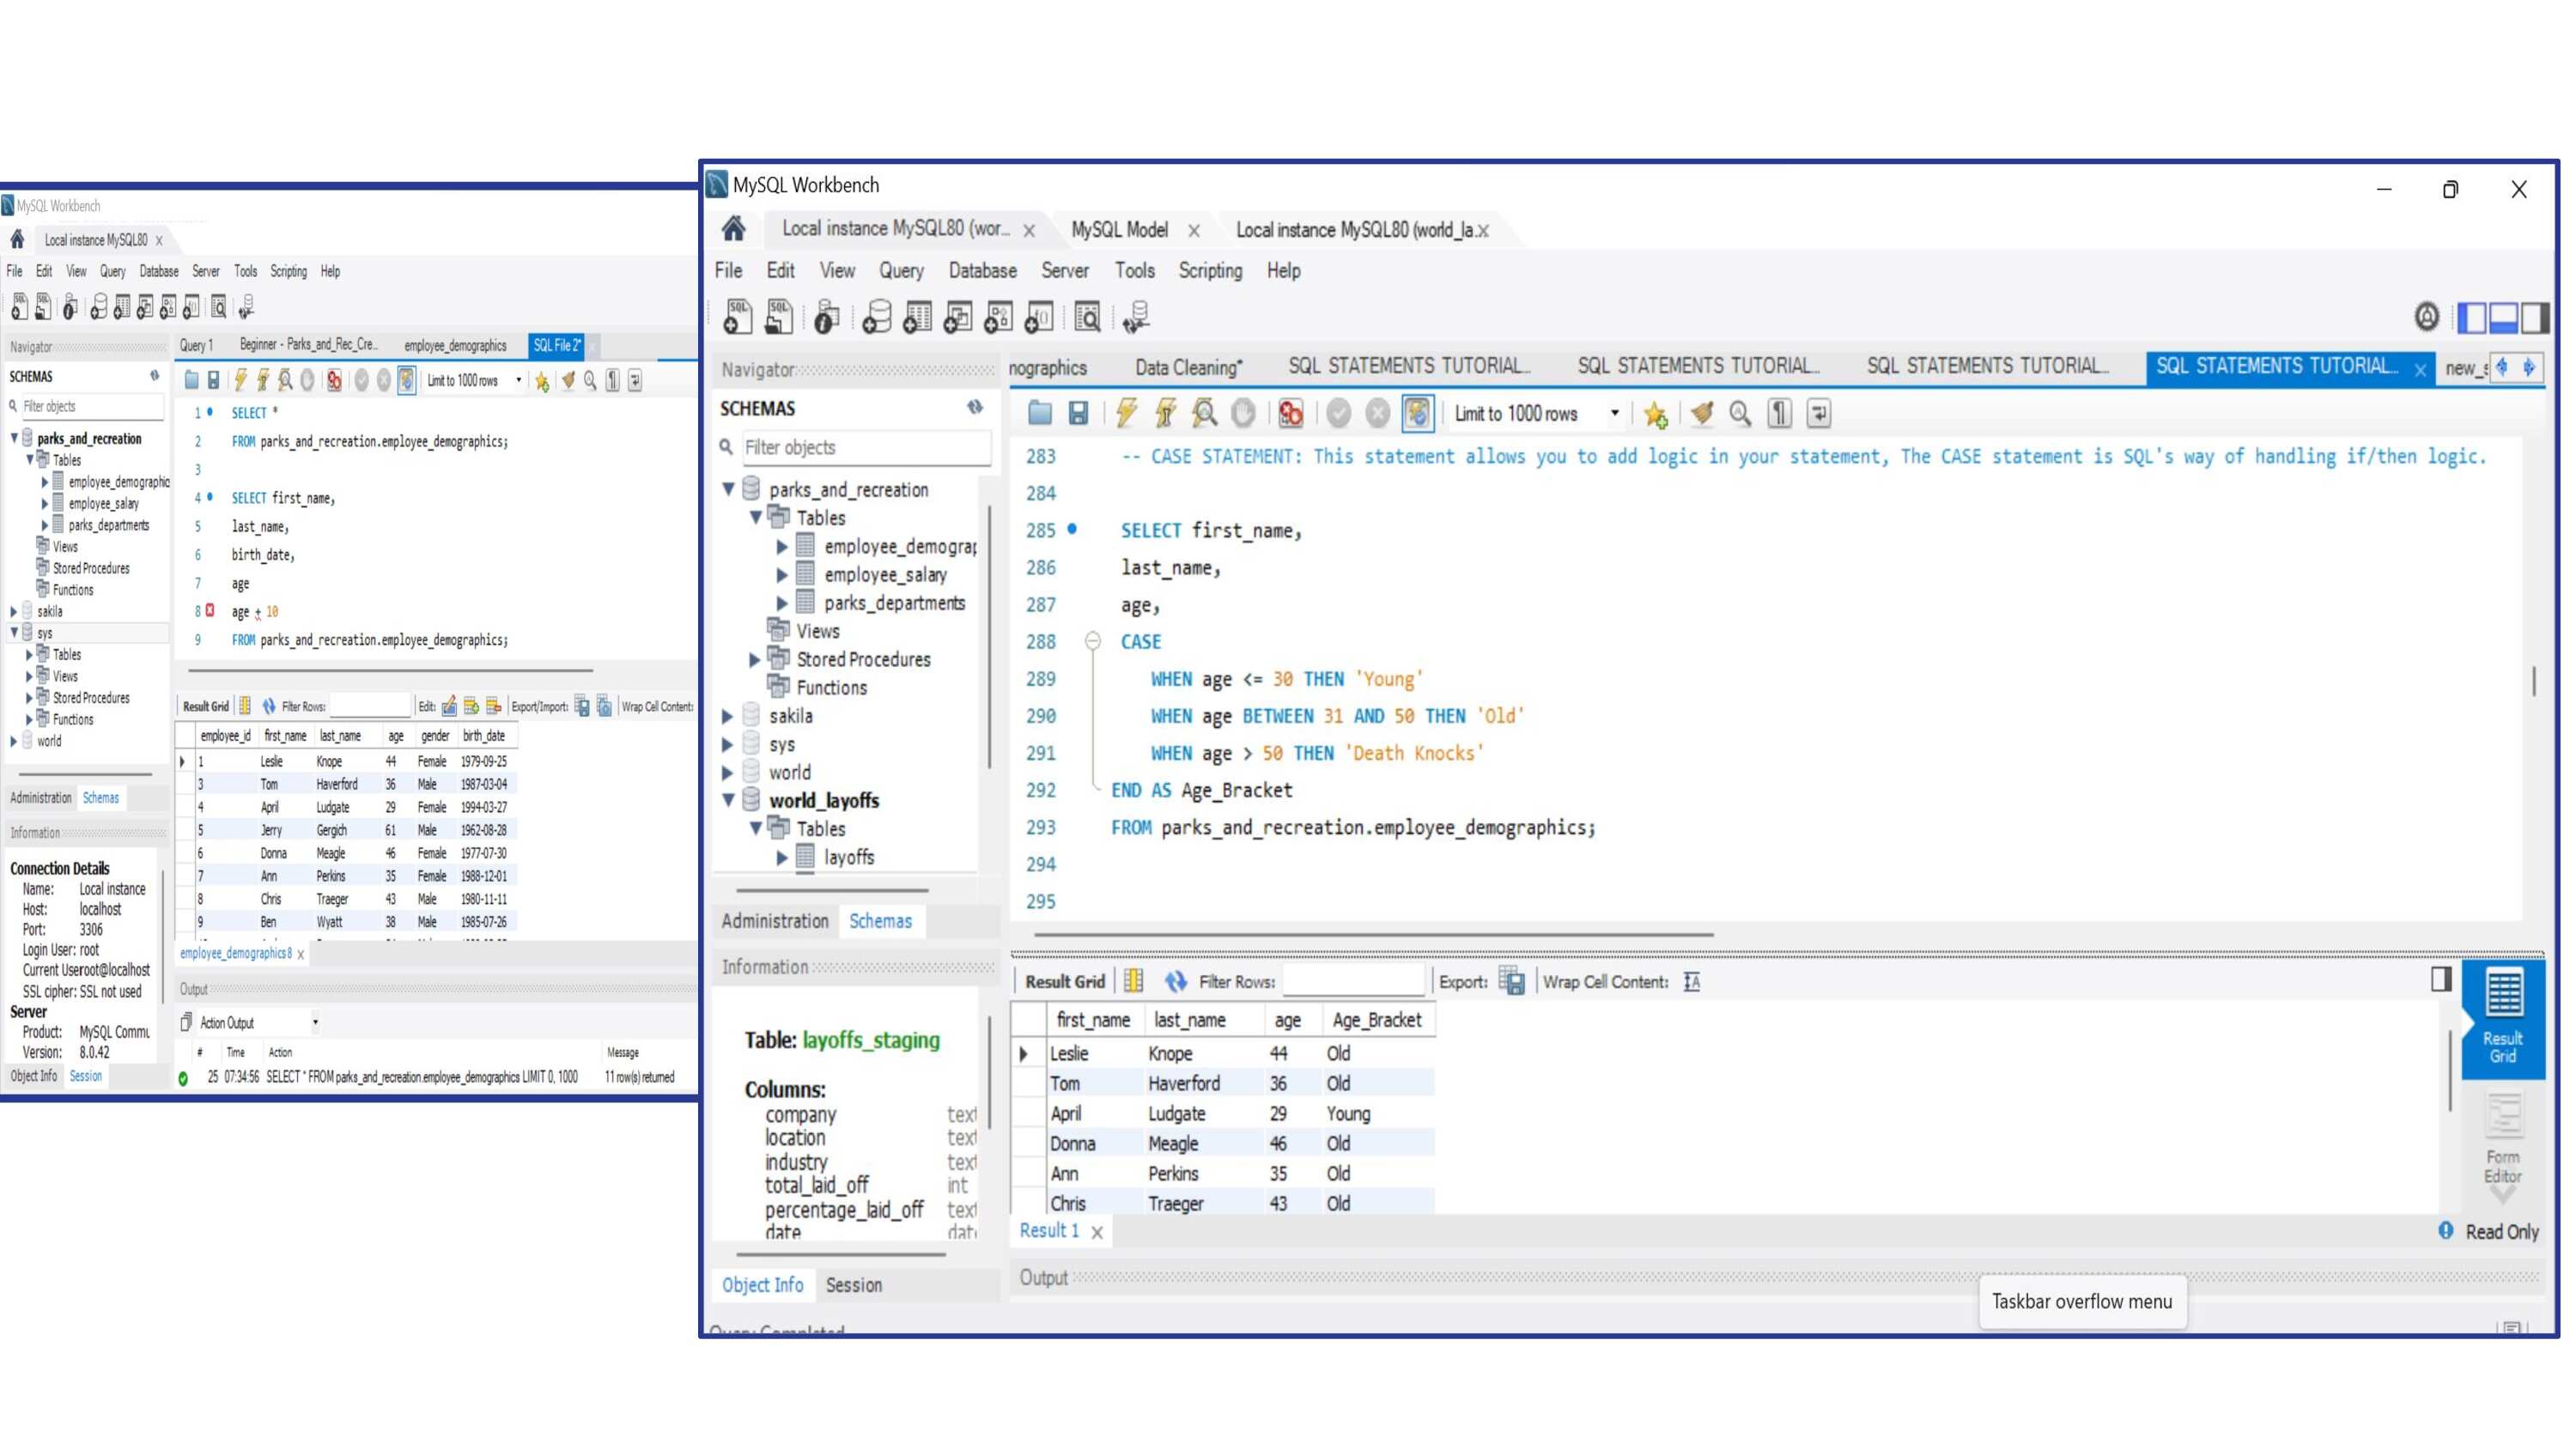 MySQL Workbench
Local instance MySQL80 x
File Edit View Query Database Server Tools Scripting Help
Navigator
SCHEMAS
Filter objects
parks_and_recreation
Tables
employee_demographic
employee_salary
parks_departments
Views
Stored Procedures
Functions
sakila
sys
Tables
Views
Stored Procedures
Functions
world
Administration Schemas
Information
Connection Details
Name: Local instance
Host: localhost
Port: 3306
Login User: root
Current Useroot@localhost
SSL cipher: SSL not used
Server
Product: MySQL Commu
Version: 8.0.42
Object Info Session
Query 1 Beginner - Parks_and_Rec_Cre... employee_demographics SQL File 2*
Limit to 1000 rows
1 SELECT *
2 FROM parks_and_recreation.employee_demographics;
3
4 SELECT first_name,
5 last_name,
6 birth_date,
7 age
8 age + 10
9 FROM parks_and_recreation.employee_demographics;
Result Grid Filter Rows: Edit: Export/Import: Wrap Cell Content:
employee_id first_name last_name age gender birth_date
1 Leslie Knope 44 Female 1979-09-25
3 Tom Haverford 36 Male 1987-03-04
4 April Ludgate 29 Female 1994-03-27
5 Jerry Gergich 61 Male 1962-08-28
6 Donna Meagle 46 Female 1977-07-30
7 Ann Perkins 35 Female 1988-12-01
8 Chris Traeger 43 Male 1980-11-11
9 Ben Wyatt 38 Male 1985-07-26
employee_demographics 8 x
Output
Action Output
# Time Action Message
25 07:34:56 SELECT * FROM parks_and_recreation.employee_demographics LIMIT 0, 1000 11 row(s) returned
MySQL Workbench
Local instance MySQL80 (wor... x MySQL Model x Local instance MySQL80 (world_la.x
File Edit View Query Database Server Tools Scripting Help
Navigator
SCHEMAS
Filter objects
parks_and_recreation
Tables
employee_demograp
employee_salary
parks_departments
Views
Stored Procedures
Functions
sakila
sys
world
world_layoffs
Tables
layoffs
Administration Schemas
Information
Table: layoffs_staging
Columns:
company text
location text
industry text
total_laid_off int
percentage_laid_off text
date date
Object Info Session
Query Completed
nographics Data Cleaning* SQL STATEMENTS TUTORIAL... SQL STATEMENTS TUTORIAL... SQL STATEMENTS TUTORIAL... SQL STATEMENTS TUTORIAL... x new_s
Limit to 1000 rows
283 -- CASE STATEMENT: This statement allows you to add logic in your statement, The CASE statement is SQL's way of handling if/then logic.
284
285 SELECT first_name,
286 last_name,
287 age,
288 CASE
289 WHEN age <= 30 THEN 'Young'
290 WHEN age BETWEEN 31 AND 50 THEN 'Old'
291 WHEN age > 50 THEN 'Death Knocks'
292 END AS Age_Bracket
293 FROM parks_and_recreation.employee_demographics;
294
295
Result Grid Filter Rows: Export: Wrap Cell Content:
first_name last_name age Age_Bracket
Leslie Knope 44 Old
Tom Haverford 36 Old
April Ludgate 29 Young
Donna Meagle 46 Old
Ann Perkins 35 Old
Chris Traeger 43 Old
Result Grid
Form Editor
Result 1 x
Read Only
Output
Taskbar overflow menu